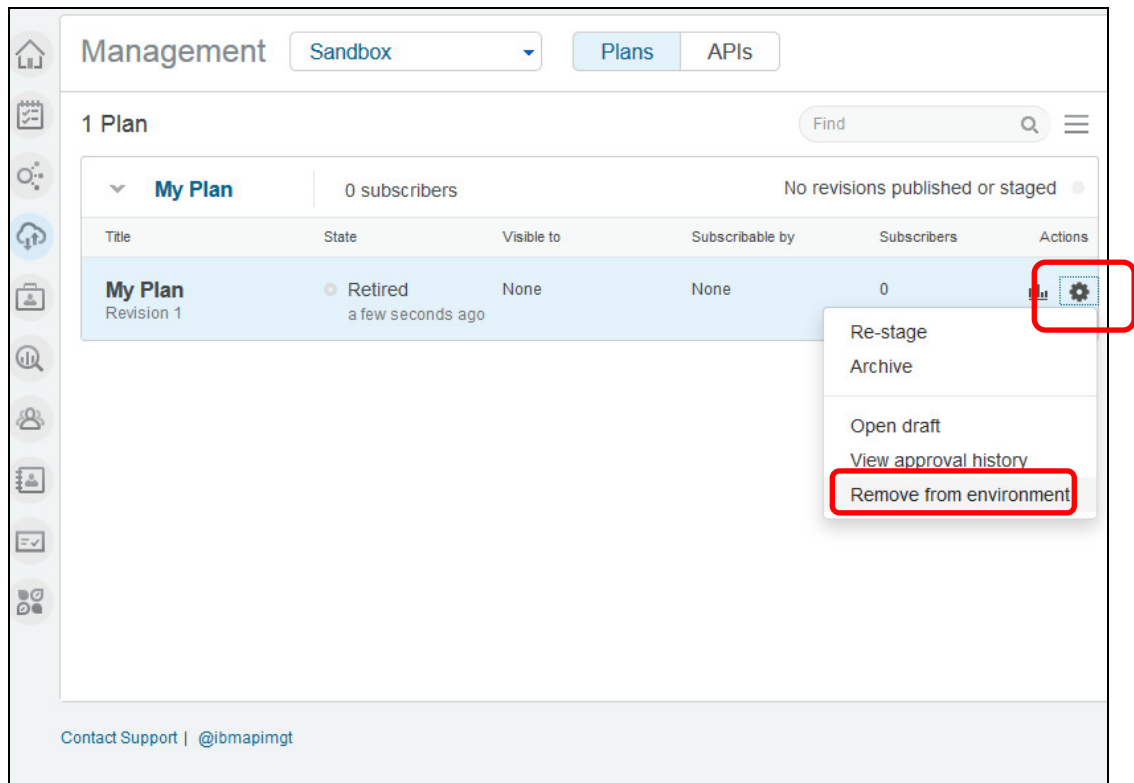 Management Sandbox Plans APIs
1 Plan Find
My Plan 0 subscribers No revisions published or staged
Title State Visible to Subscribable by Subscribers Actions
My Plan Retired None None 0
Revision 1 a few seconds ago
Re-stage
Archive
Open draft
View approval history
Remove from environment
Contact Support | @ibmapimgt